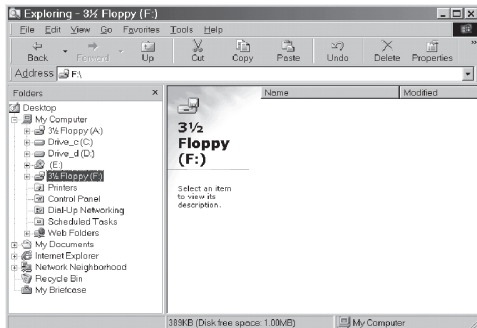 Exploring - 3½ Floppy (F:)
File Edit View Go Favorites Tools Help
Back Forward Up Cut Copy Paste Undo Delete Properties »
Address F:\
Folders ×
Name Modified
Desktop
My Computer
3½ Floppy (A:)
Drive_c (C:)
Drive_d (D:)
(E:)
3½ Floppy (F:)
Printers
Control Panel
Dial-Up Networking
Scheduled Tasks
Web Folders
My Documents
Internet Explorer
Network Neighborhood
Recycle Bin
My Briefcase
3½
Floppy
(F:)
Select an item
to view its
description.
389KB (Disk free space: 1.00MB) My Computer